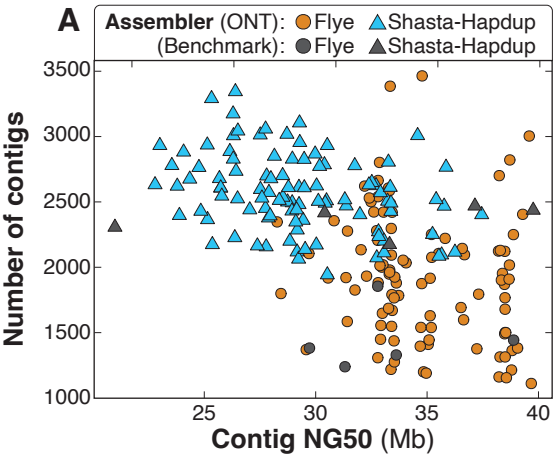 A
Assembler (ONT): Flye Shasta-Hapdup
(Benchmark): Flye Shasta-Hapdup
3500
3000
2500
2000
1500
1000
Number of contigs
25 30 35 40
Contig NG50 (Mb)